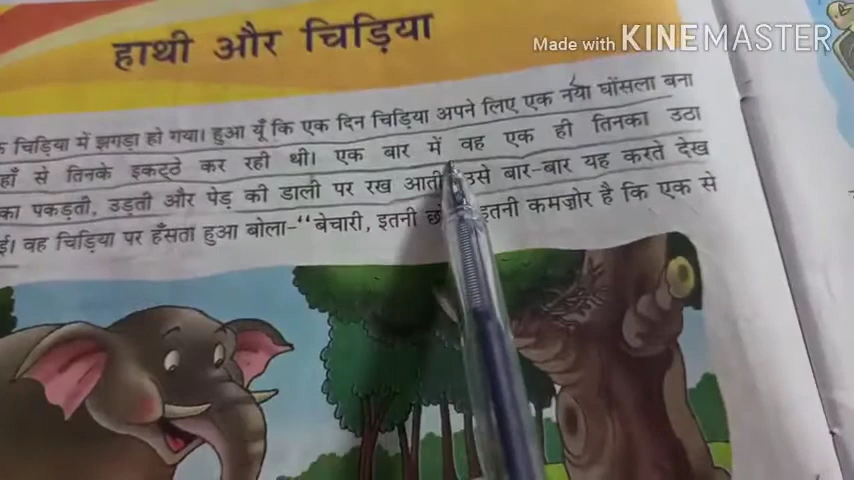 Made with KINEMASTER
हाथी और चिड़िया
चिड़िया में झगड़ा हो गया। हुआ यूँ कि एक दिन चिड़िया अपने लिए एक नया घोंसला बना
से तिनके इकट्ठे कर रही थी। एक बार में वह एक ही तिनका उठा
पकड़ती, उड़ती और पेड़ की डाली पर रख आती उसे बार-बार यह करते देख
वह चिड़िया पर हँसता हुआ बोला-"बेचारी, इतनी इतनी कमज़ोर है कि एक से